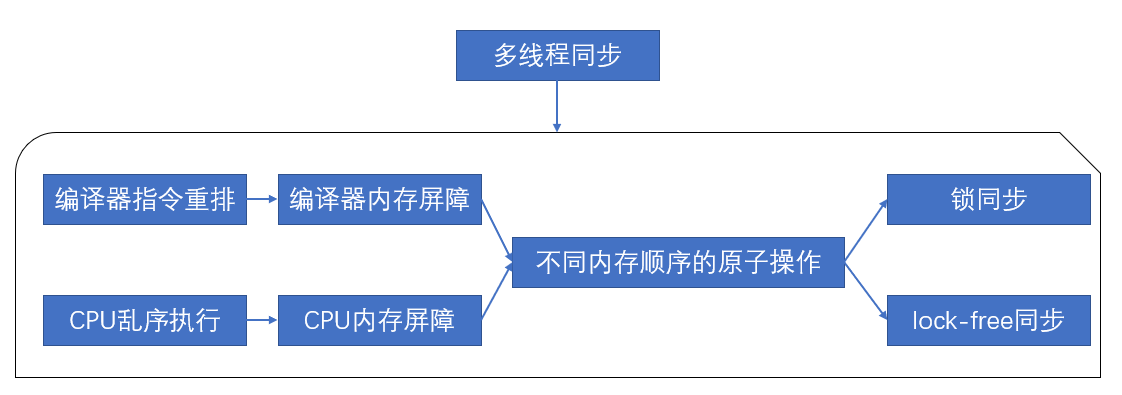 多线程同步
编译器指令重排
编译器内存屏障
锁同步
不同内存顺序的原子操作
CPU乱序执行
CPU内存屏障
lock-free同步